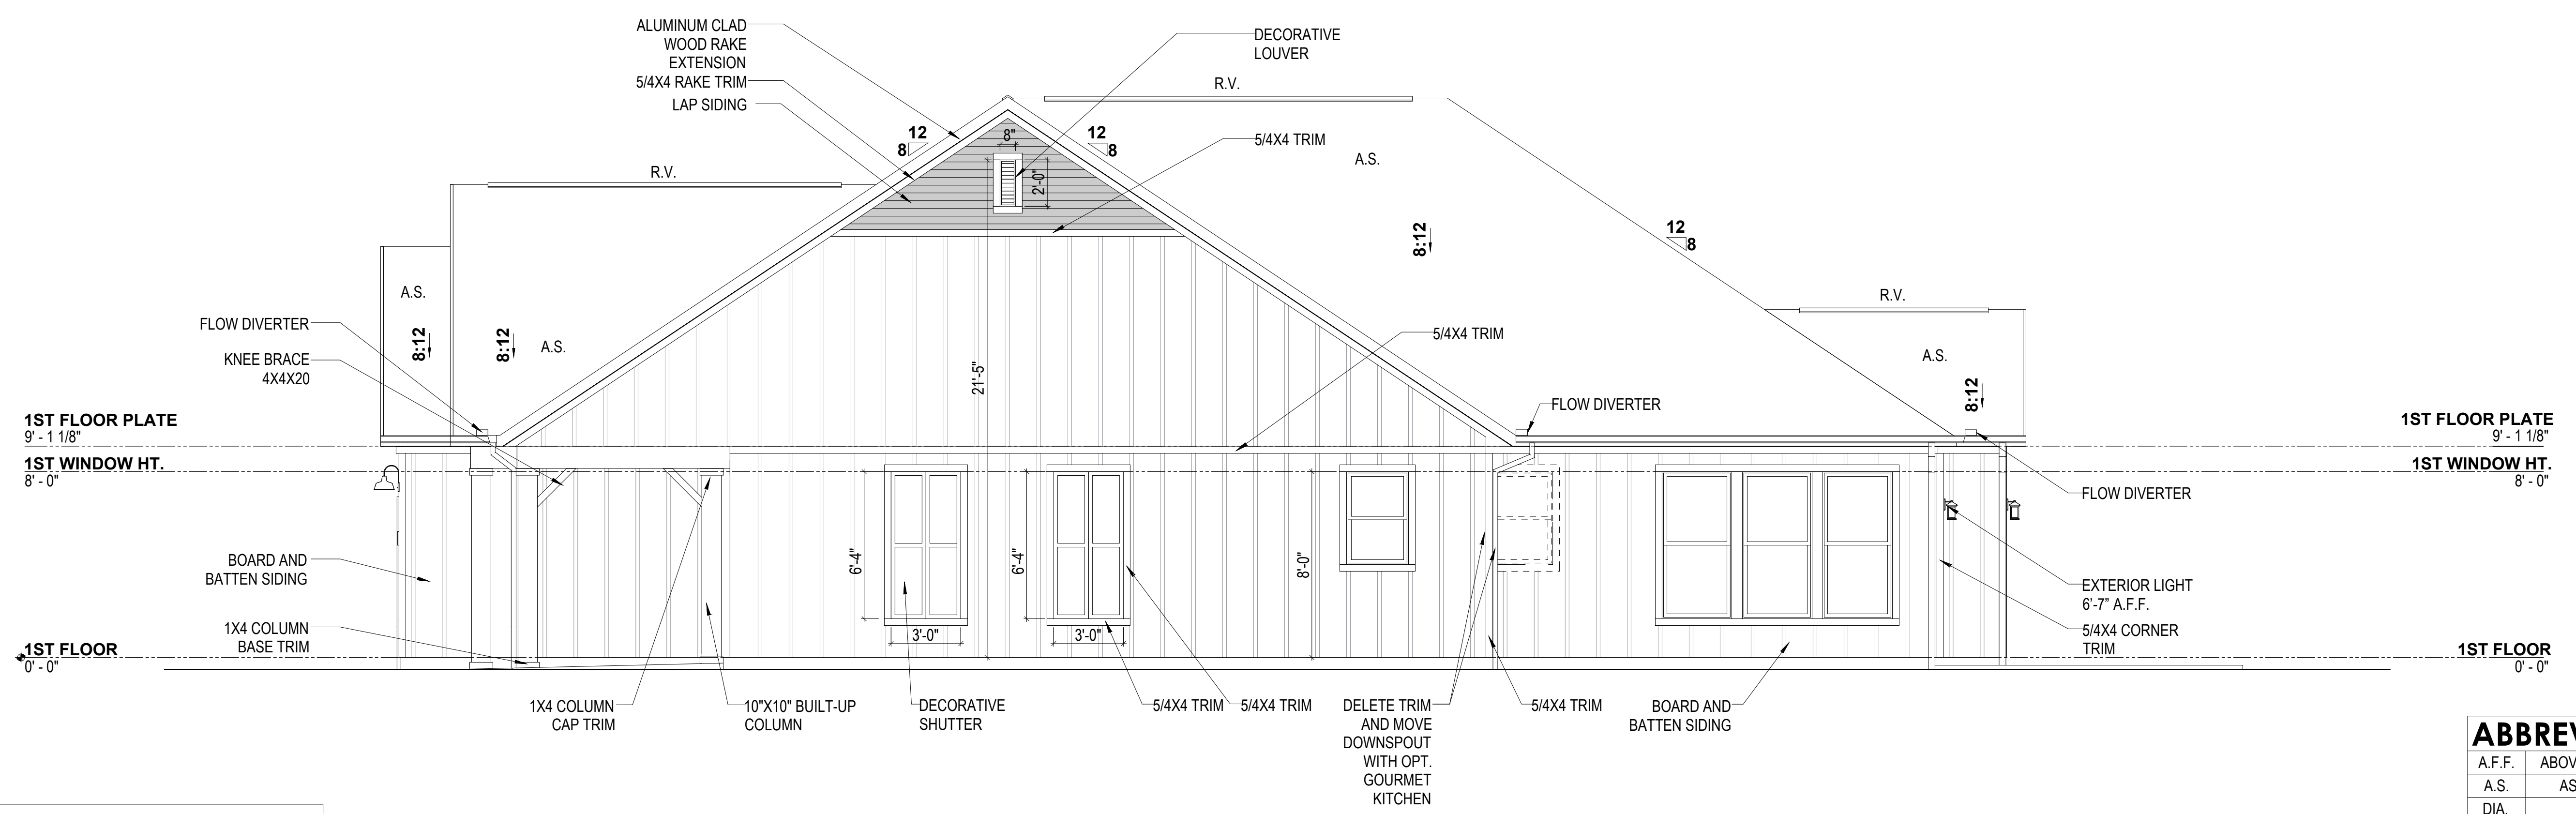 ALUMINUM CLAD
WOOD RAKE
EXTENSION
5/4X4 RAKE TRIM
LAP SIDING
DECORATIVE
LOUVER
R.V.
12
8
8"
12
8
5/4X4 TRIM
A.S.
R.V.
2'-0"
8:12
12
8
A.S.
FLOW DIVERTER
8:12
8:12
A.S.
KNEE BRACE
4X4X20
21'-5"
5/4X4 TRIM
R.V.
A.S.
8:12
FLOW DIVERTER
1ST FLOOR PLATE
9' - 1 1/8"
1ST WINDOW HT.
8' - 0"
1ST FLOOR PLATE
9' - 1 1/8"
1ST WINDOW HT.
8' - 0"
FLOW DIVERTER
BOARD AND
BATTEN SIDING
6'-4"
6'-4"
8'-0"
EXTERIOR LIGHT
6'-7" A.F.F.
1X4 COLUMN
BASE TRIM
3'-0"
3'-0"
5/4X4 CORNER
TRIM
1ST FLOOR
0' - 0"
1ST FLOOR
0' - 0"
1X4 COLUMN
CAP TRIM
10"X10" BUILT-UP
COLUMN
DECORATIVE
SHUTTER
5/4X4 TRIM
5/4X4 TRIM
DELETE TRIM
AND MOVE
DOWNSPOUT
WITH OPT.
GOURMET
KITCHEN
5/4X4 TRIM
BOARD AND
BATTEN SIDING
ABBREV
A.F.F. ABOV
A.S. AS
DIA.